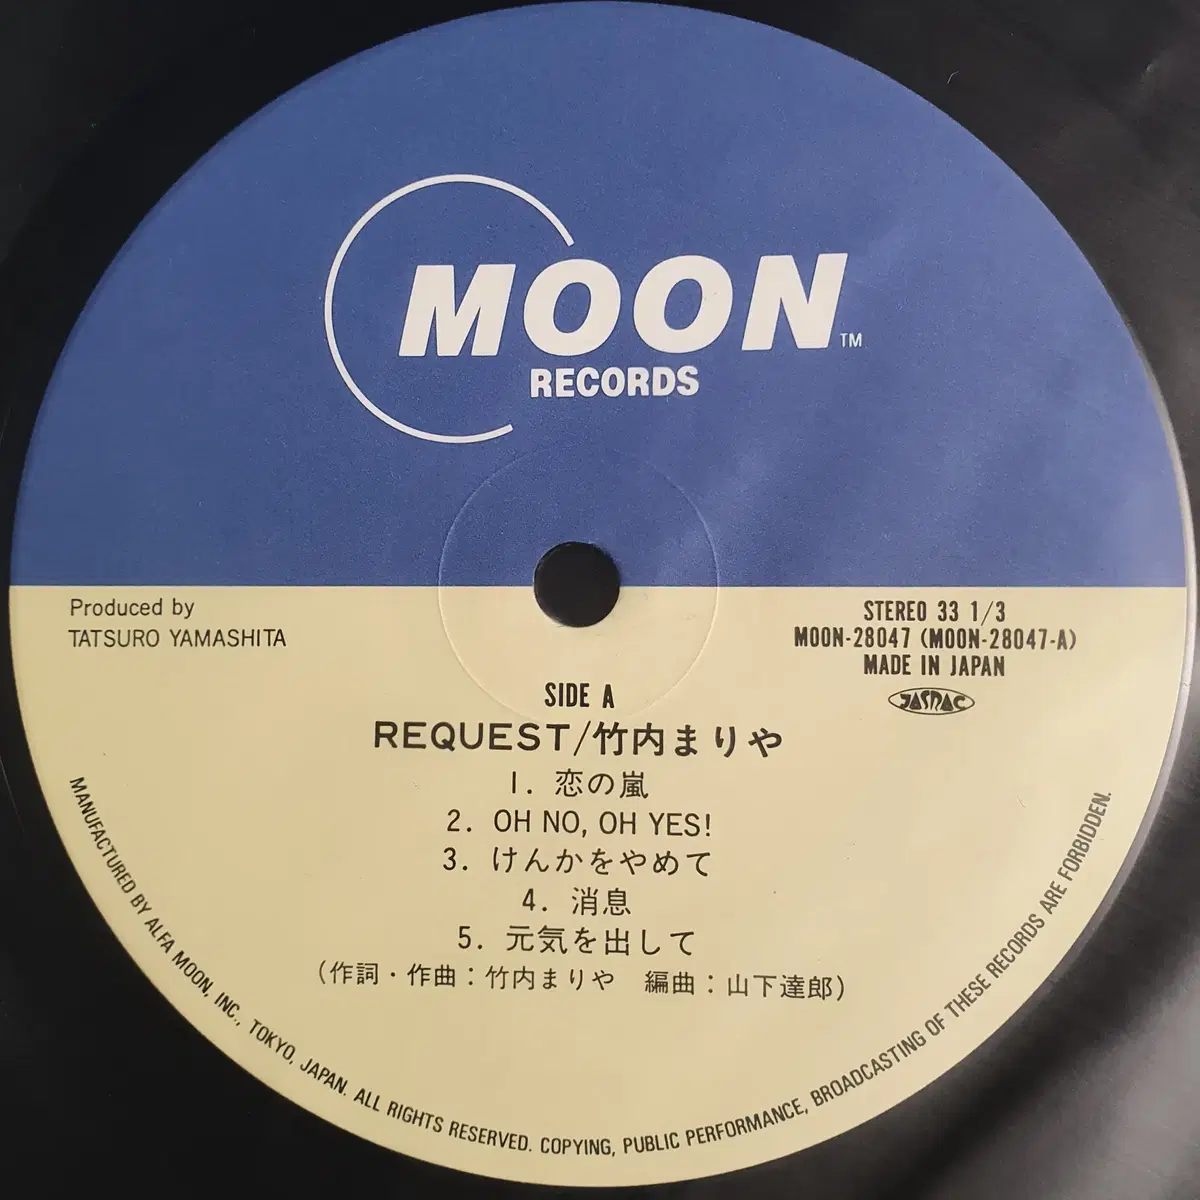 MOON TM
RECORDS
Produced by
TATSURO YAMASHITA
STEREO 33 1/3
MOON-28047 (MOON-28047-A)
MADE IN JAPAN
JASRAC
SIDE A
REQUEST/竹内まりや
1. 恋の嵐
2. OH NO, OH YES!
3. けんかをやめて
4. 消息
5. 元気を出して
(作詞・作曲：竹内まりや 編曲：山下達郎)
MANUFACTURED BY ALFA MOON, INC., TOKYO, JAPAN. ALL RIGHTS RESERVED. COPYING, PUBLIC PERFORMANCE, BROADCASTING OF THESE RECORDS ARE FORBIDDEN.